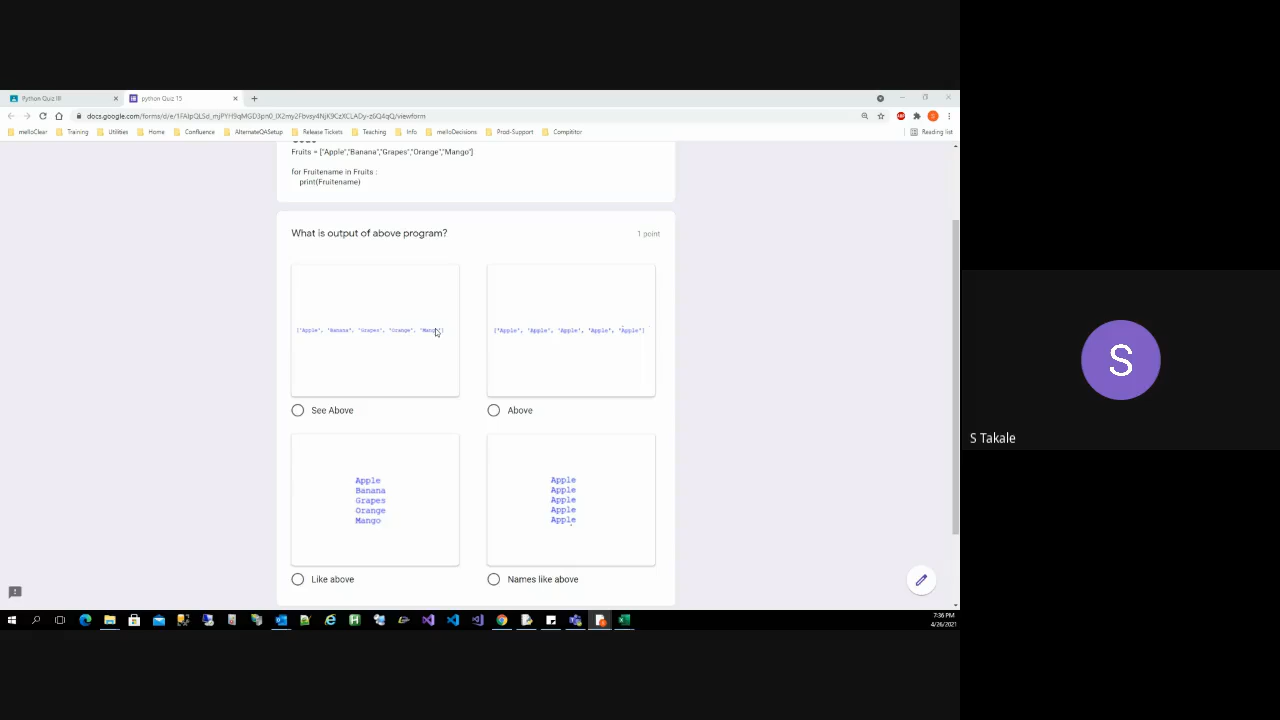 Python Quiz III
python Quiz 15
docs.google.com/forms/d/e/
/viewform
melloClear
Training
Utilities
Home
Confluence
AlternateQASetup
Release Tickets
Teaching
Info
melloDecisions
Prod-Support
Compititor
Reading list
Fruits = ["Apple","Banana","Grapes","Orange","Mango"]
for Fruitename in Fruits :
print(Fruitename)
What is output of above program?
1 point
['Apple', 'Banana', 'Grapes', 'Orange', 'Mango']
['Apple', 'Apple', 'Apple', 'Apple', 'Apple']
See Above
Above
Apple
Banana
Grapes
Orange
Mango
Apple
Apple
Apple
Apple
Apple
Like above
Names like above
S
S Takale
7:36 PM
4/26/2021